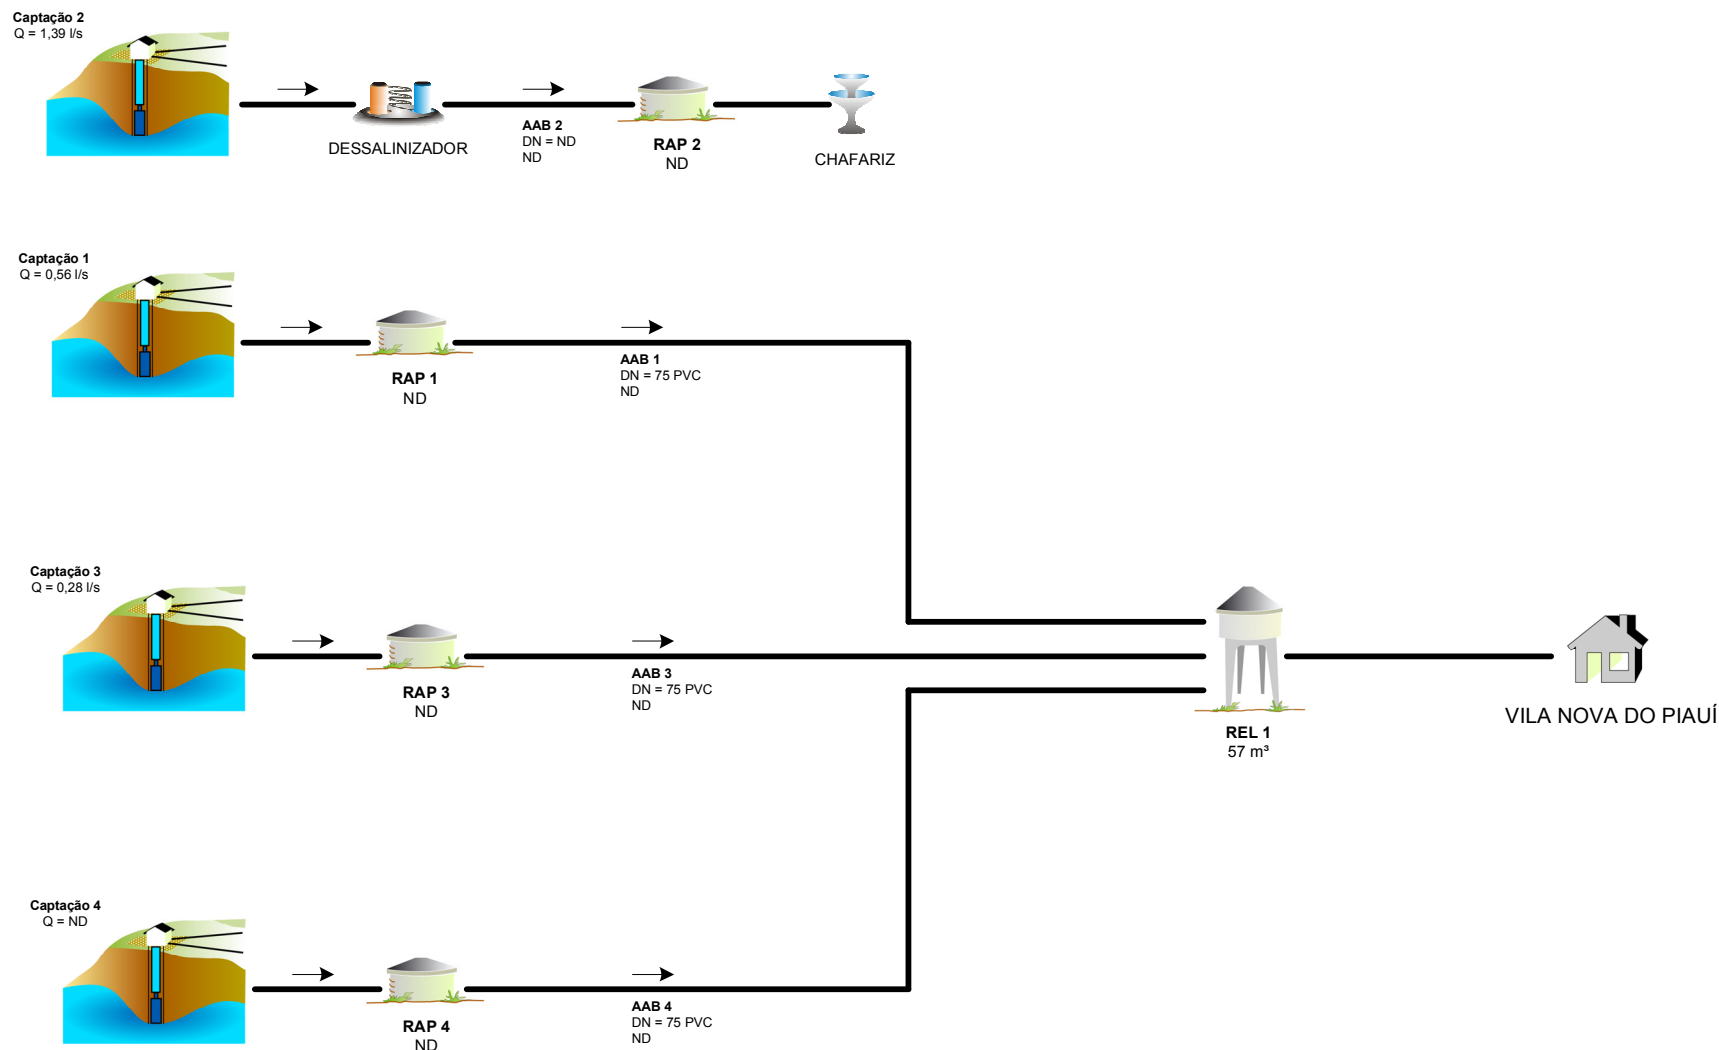 Captação 2
Q = 1,39 l/s
DESSALINIZADOR
AAB 2
DN = ND
ND
RAP 2
ND
CHAFARIZ
Captação 1
Q = 0,56 l/s
RAP 1
ND
AAB 1
DN = 75 PVC
ND
Captação 3
Q = 0,28 l/s
RAP 3
ND
AAB 3
DN = 75 PVC
ND
REL 1
57 m³
VILA NOVA DO PIAUÍ
Captação 4
Q = ND
RAP 4
ND
AAB 4
DN = 75 PVC
ND